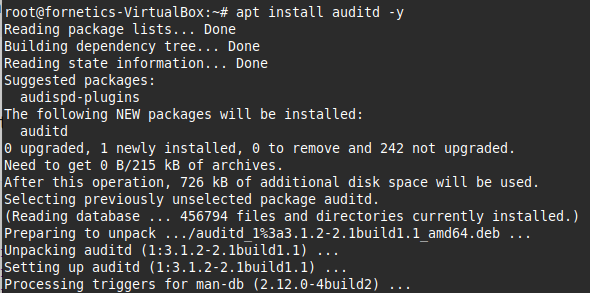 root@fornetics-VirtualBox:~# apt install auditd -y
Reading package lists... Done
Building dependency tree... Done
Reading state information... Done
Suggested packages:
  audispd-plugins
The following NEW packages will be installed:
  auditd
0 upgraded, 1 newly installed, 0 to remove and 242 not upgraded.
Need to get 0 B/215 kB of archives.
After this operation, 726 kB of additional disk space will be used.
Selecting previously unselected package auditd.
(Reading database ... 456794 files and directories currently installed.)
Preparing to unpack .../auditd_1%3a3.1.2-2.1build1.1_amd64.deb ...
Unpacking auditd (1:3.1.2-2.1build1.1) ...
Setting up auditd (1:3.1.2-2.1build1.1) ...
Processing triggers for man-db (2.12.0-4build2) ...